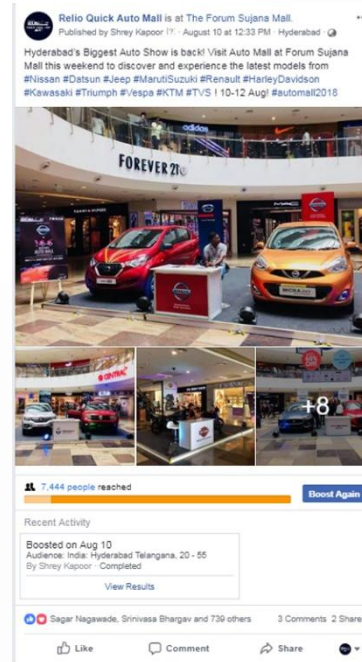 Relio Quick Auto Mall is at The Forum Sujana Mall.
Published by Shrey Kapoor [?] · August 10 at 12:33 PM · Hyderabad ·
Hyderabad's Biggest Auto Show is back! Visit Auto Mall at Forum Sujana
Mall this weekend to discover and experience the latest models from
#Nissan #Datsun #Jeep #MarutiSuzuki #Renault #HarleyDavidson
#Kawasaki #Triumph #Vespa #KTM #TVS ! 10-12 Aug! #automall2018
adidas
FOREVER 21
MAC
NISSAN
MICRA
CENTRAL
+8
7,444 people reached
Boost Again
Recent Activity
Boosted on Aug 10
Audience: India: Hyderabad Telangana, 20 - 55
By Shrey Kapoor · Completed
View Results
Sagar Nagawade, Srinivasa Bhargav and 739 others
3 Comments 2 Share
Like
Comment
Share